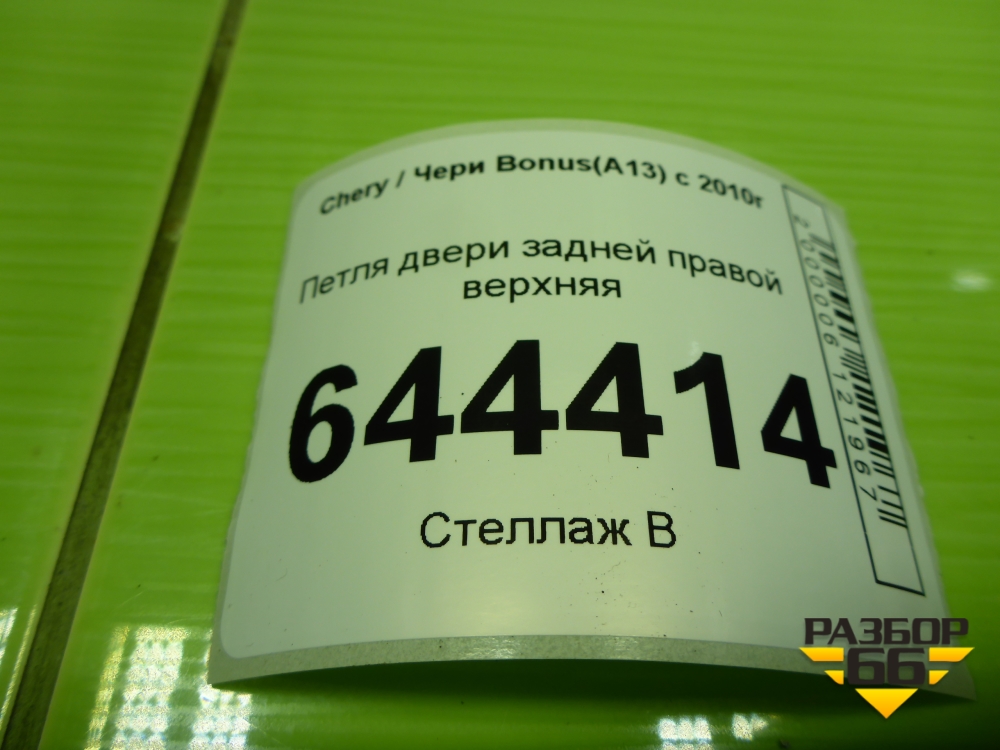 Chery / Чери Bonus(A13) с 2010г
Петля двери задней правой
верхняя
644414
Стеллаж В
2000006121967
РАЗБОР
66